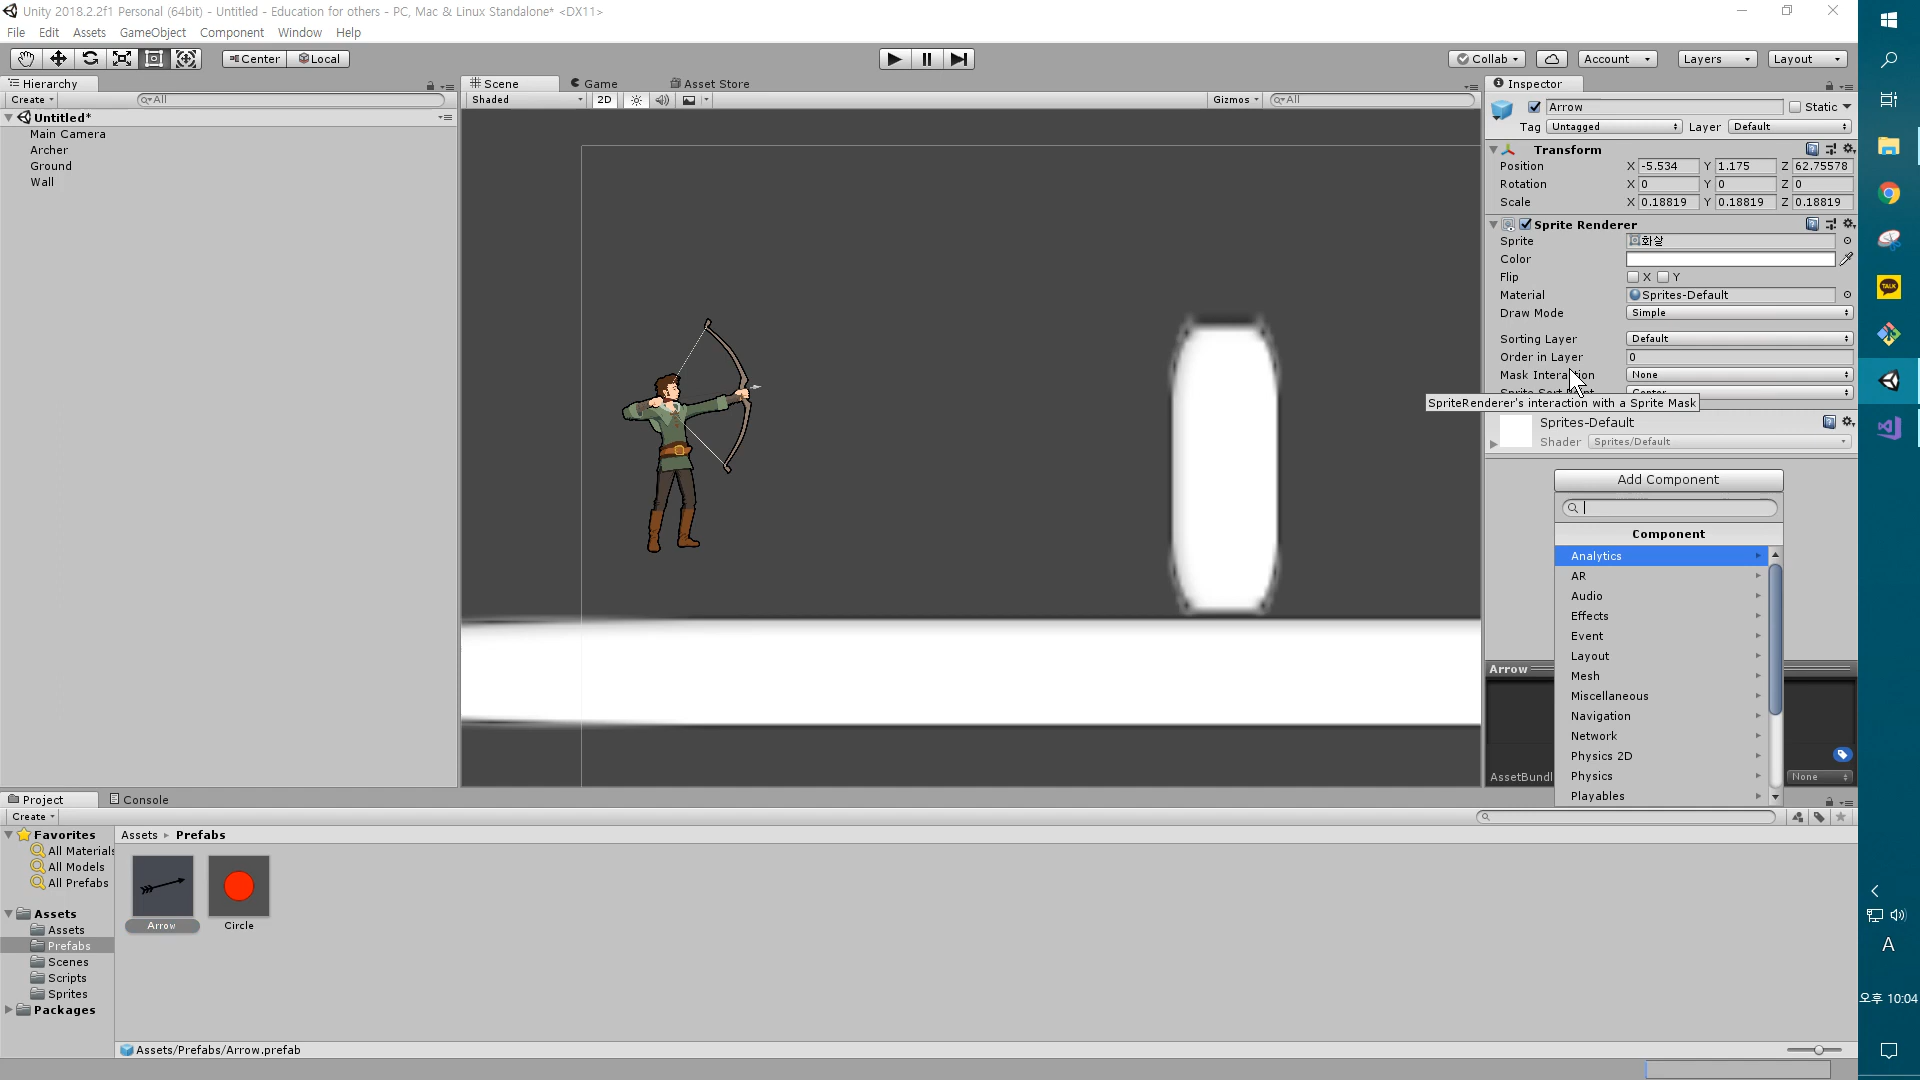 Unity 2018.2.2f1 Personal (64bit) - Untitled - Education for others - PC, Mac & Linux Standalone* <DX11>
File Edit Assets GameObject Component Window Help
Center Local
Collab Account Layers Layout
Hierarchy
Create All
Untitled*
Main Camera
Archer
Ground
Wall
Scene Game Asset Store
Shaded 2D Gizmos All
Inspector
Arrow Static
Tag Untagged Layer Default
Transform
Position X -5.534 Y 1.175 Z 62.75578
Rotation X 0 Y 0 Z 0
Scale X 0.18819 Y 0.18819 Z 0.18819
Sprite Renderer
Sprite 화살
Color
Flip X Y
Material Sprites-Default
Draw Mode Simple
Sorting Layer Default
Order in Layer 0
Mask Interaction None
SpriteRenderer's interaction with a Sprite Mask
Sprites-Default
Shader Sprites/Default
Add Component
Component
Analytics
AR
Audio
Effects
Event
Layout
Mesh
Miscellaneous
Navigation
Network
Physics 2D
Physics
Playables
Arrow
AssetBundl None
Project Console
Create
Favorites
All Materials
All Models
All Prefabs
Assets
Assets
Prefabs
Scenes
Scripts
Sprites
Packages
Assets Prefabs
Arrow Circle
Assets/Prefabs/Arrow.prefab
TALK
A
오후 10:04